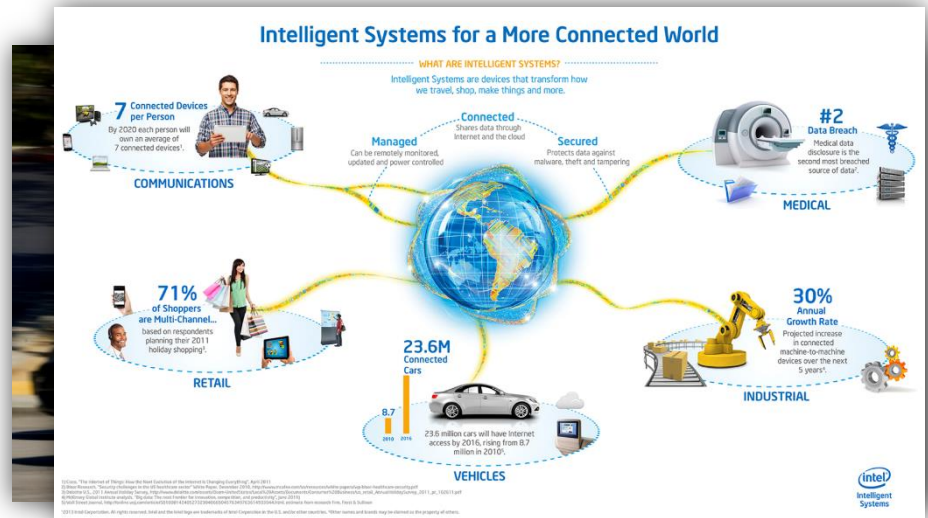 Intelligent Systems for a More Connected World
WHAT ARE INTELLIGENT SYSTEMS?
Intelligent Systems are devices that transform how
we travel, shop, make things and more.
7 Connected Devices
per Person
By 2020 each person will
own an average of
7 connected devices¹.
COMMUNICATIONS
Managed
Can be remotely monitored,
updated and power controlled
Connected
Shares data through
Internet and the cloud
Secured
Protects data against
malware, theft and tampering
#2
Data Breach
Medical data
disclosure is the
second most breached
source of data².
MEDICAL
71%
of Shoppers
are Multi-Channel...
based on respondents
planning their 2011
holiday shopping³.
RETAIL
23.6M
Connected
Cars
8.7
2010
2016
23.6 million cars will have Internet
access by 2016, rising from 8.7
million in 2010⁵.
VEHICLES
30%
Annual
Growth Rate
Projected increase
in connected
machine-to-machine
devices over the next
5 years⁴.
INDUSTRIAL
intel
Intelligent
Systems